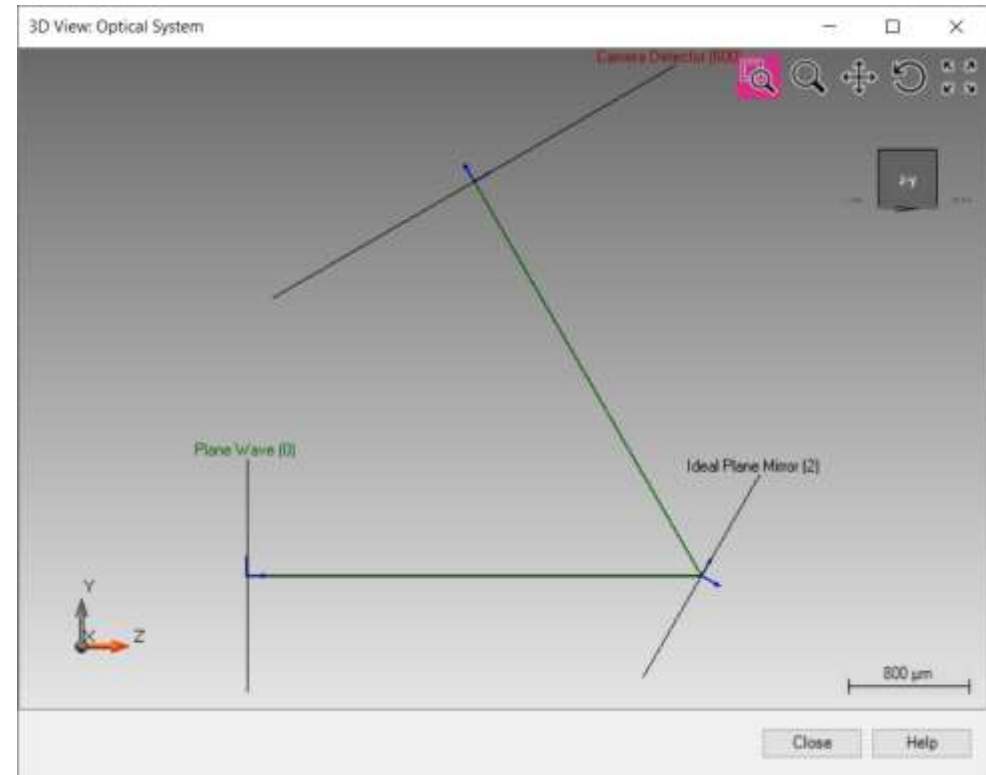 3D View: Optical System
Camera Detector (600)
z-y
Plane Wave (0)
Ideal Plane Mirror (2)
Y
X
Z
800 µm
Close
Help